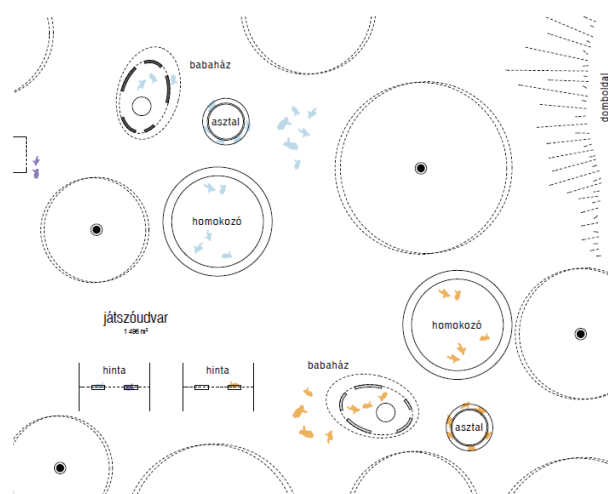 babaház
asztal
domboldal
homokozó
játszóudvar
1 496 m²
homokozó
hinta
hinta
babaház
asztal